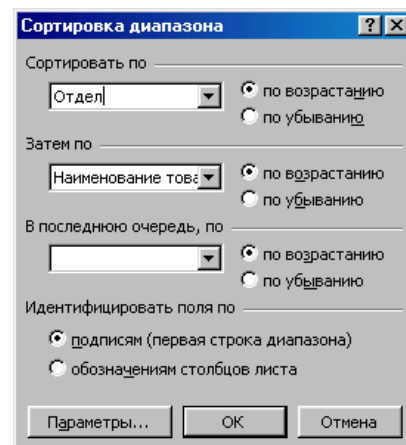 Сортировка диапазона
Сортировать по
Отдел
по возрастанию
по убыванию
Затем по
Наименование това
по возрастанию
по убыванию
В последнюю очередь, по
по возрастанию
по убыванию
Идентифицировать поля по
подписям (первая строка диапазона)
обозначениям столбцов листа
Параметры... ОК Отмена